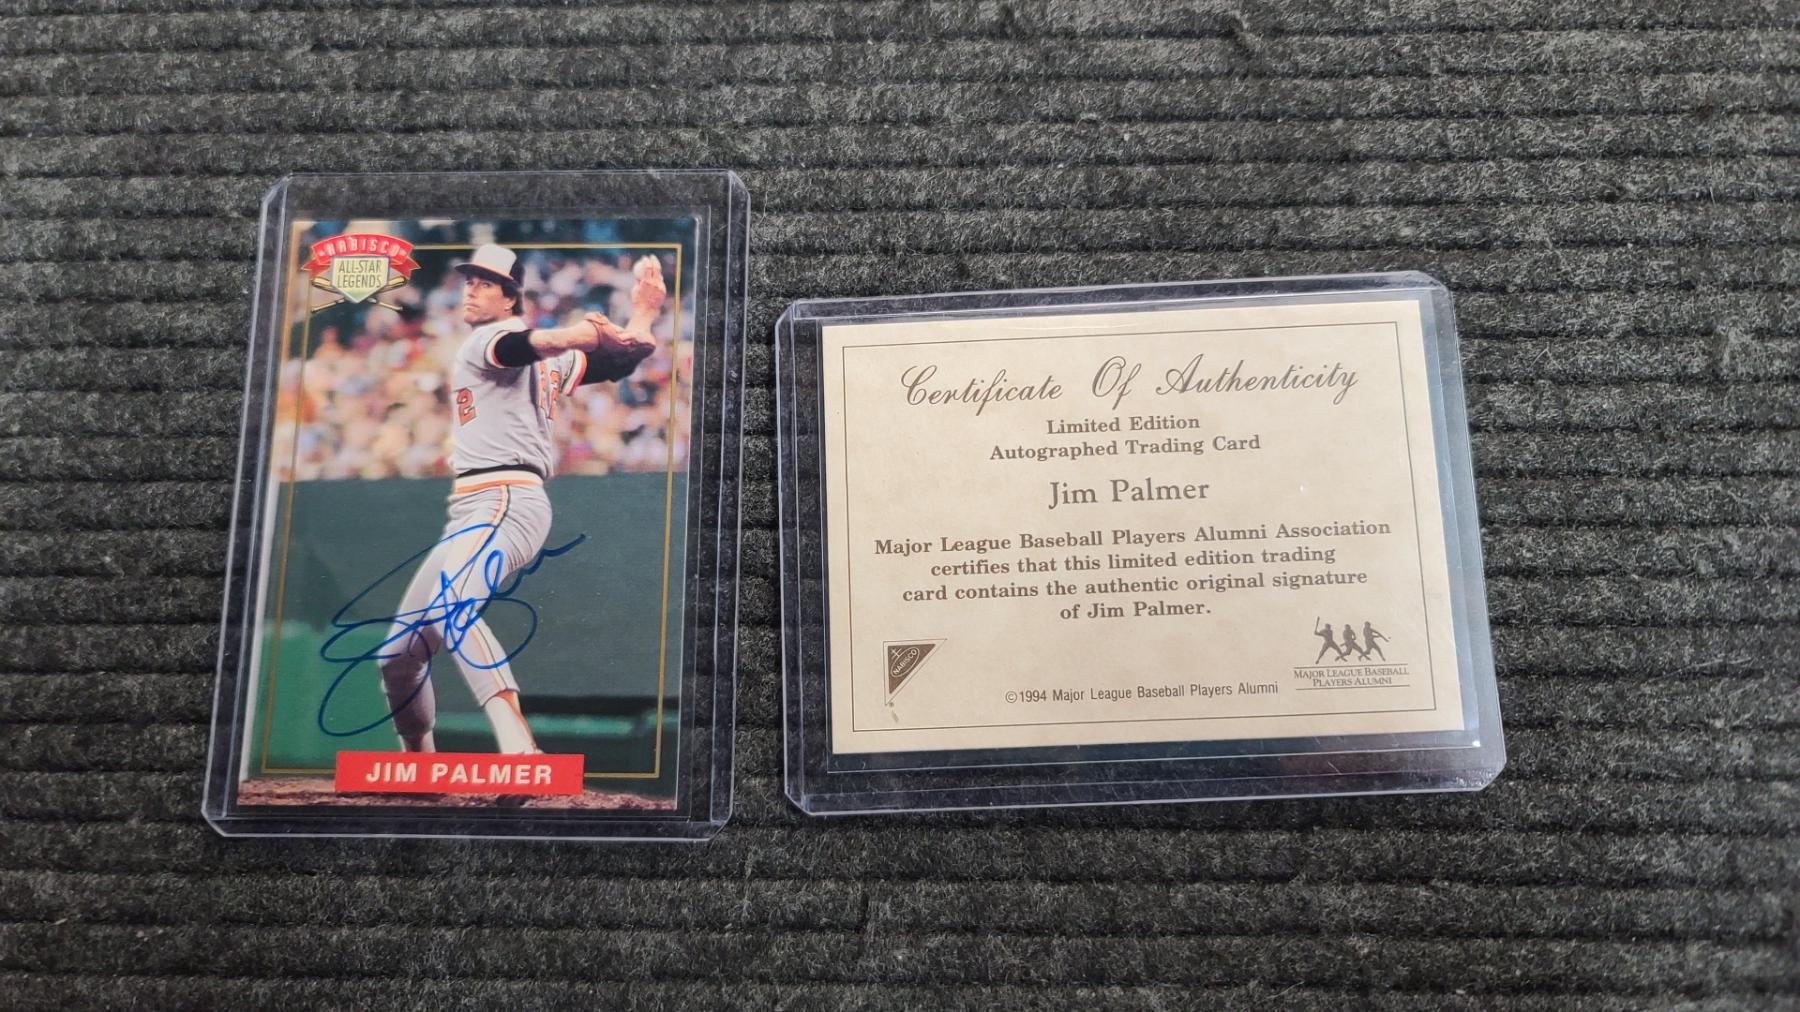 NABISCO
ALL-STAR
LEGENDS
2
22
JIM PALMER
Certificate Of Authenticity
Limited Edition
Autographed Trading Card
Jim Palmer
Major League Baseball Players Alumni Association
certifies that this limited edition trading
card contains the authentic original signature
of Jim Palmer.
NABISCO
©1994 Major League Baseball Players Alumni
MAJOR LEAGUE BASEBALL
PLAYERS ALUMNI